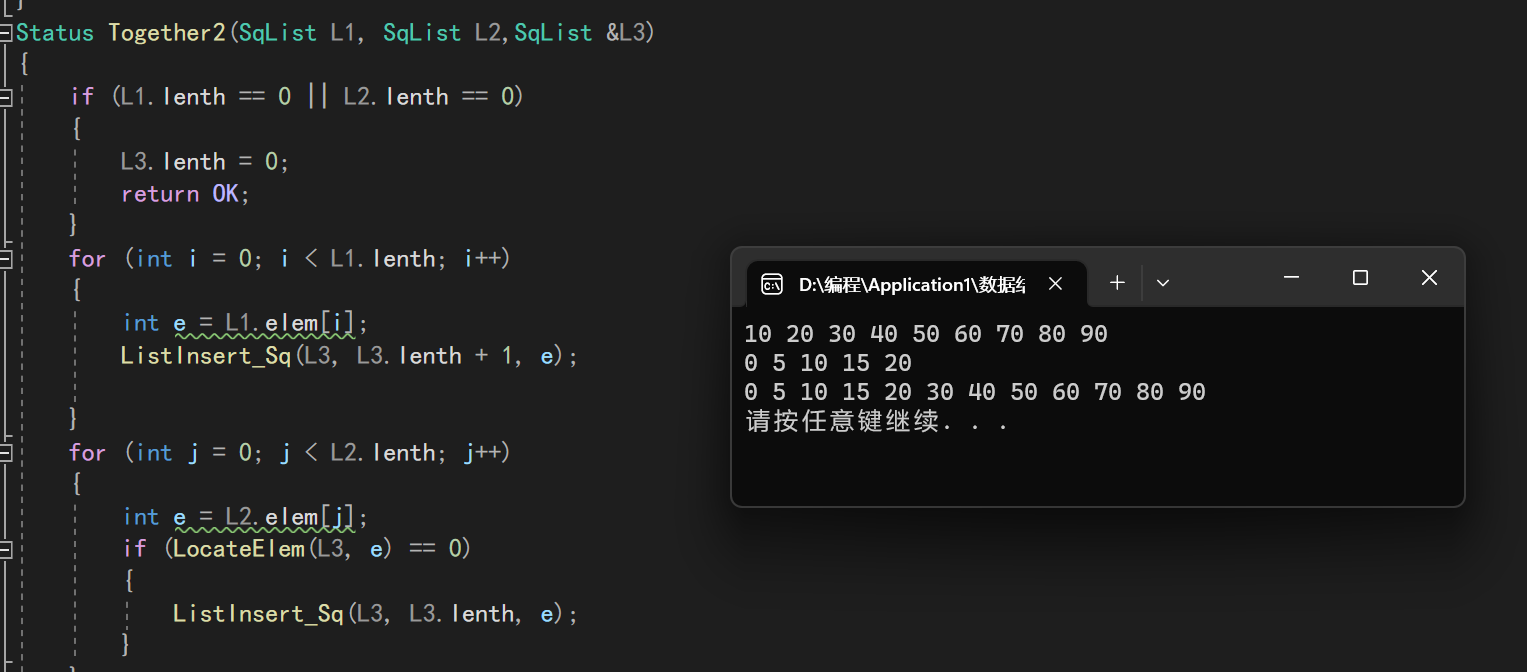 Status Together2(SqList L1, SqList L2,SqList &L3)
{
if (L1.lenth == 0 || L2.lenth == 0)
{
L3.lenth = 0;
return OK;
}
for (int i = 0; i < L1.lenth; i++)
{
int e = L1.elem[i];
ListInsert_Sq(L3, L3.lenth + 1, e);
}
for (int j = 0; j < L2.lenth; j++)
{
int e = L2.elem[j];
if (LocateElem(L3, e) == 0)
{
ListInsert_Sq(L3, L3.lenth, e);
}
D:\编程\Application1\数据结
10 20 30 40 50 60 70 80 90
0 5 10 15 20
0 5 10 15 20 30 40 50 60 70 80 90
请按任意键继续. . .